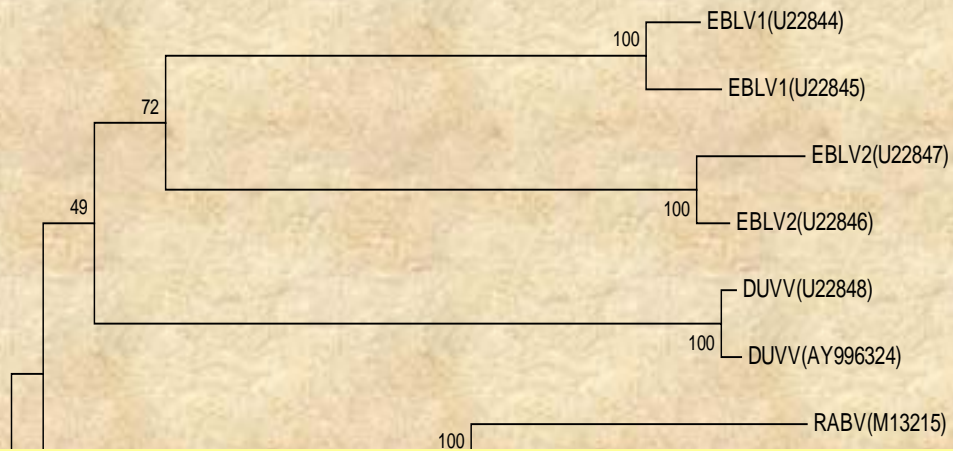 EBLV1(U22844)
100
EBLV1(U22845)
72
EBLV2(U22847)
49
100
EBLV2(U22846)
DUVV(U22848)
100
DUVV(AY996324)
RABV(M13215)
100